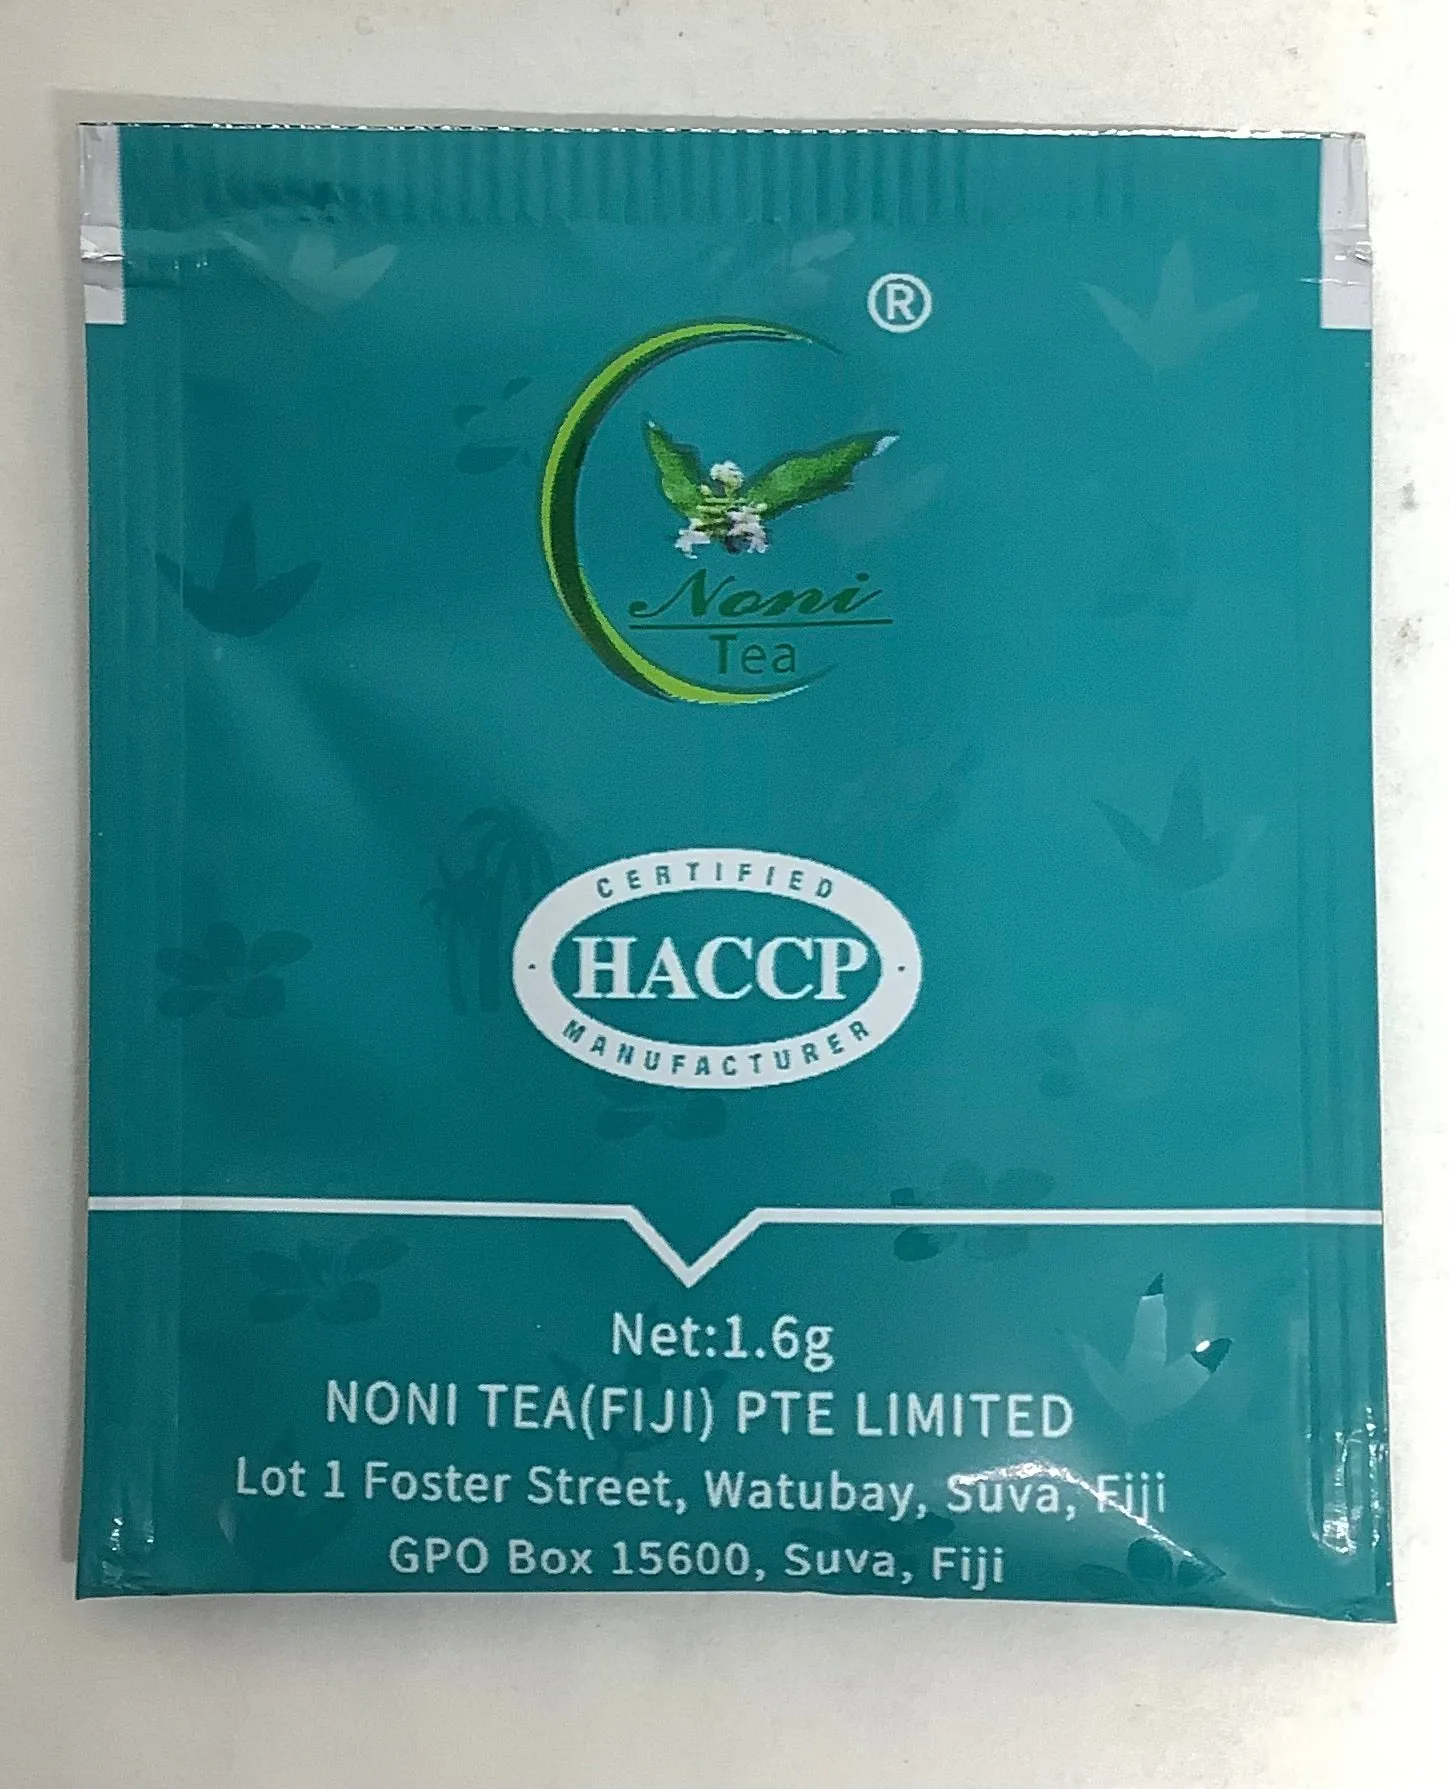 ®
Noni
Tea
CERTIFIED
HACCP
MANUFACTURER
Net:1.6g
NONI TEA(FIJI) PTE LIMITED
Lot 1 Foster Street, Watubay, Suva, Fiji
GPO Box 15600, Suva, Fiji